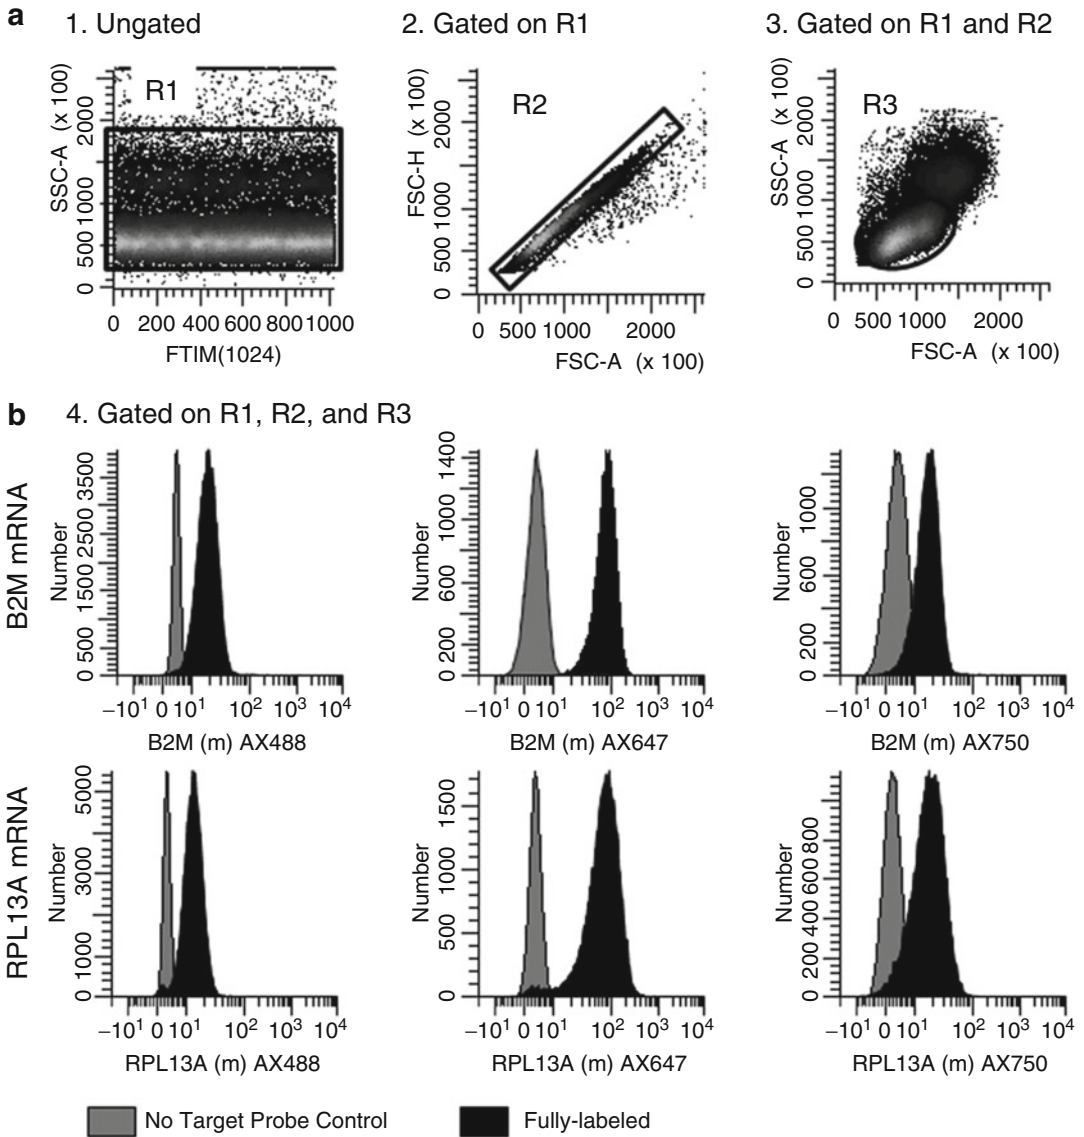 a
1. Ungated
2. Gated on R1
3. Gated on R1 and R2
SSC-A (x 100)
0 500 1000 2000
R1
0 200 400 600 800 1000
FTIM(1024)
FSC-H (x 100)
0 500 1000 2000
R2
0 500 1000 2000
FSC-A (x 100)
SSC-A (x 100)
0 500 1000 2000
R3
0 500 1000 2000
FSC-A (x 100)
b
4. Gated on R1, R2, and R3
B2M mRNA
Number
0 500 1500 2500 3500
−10¹ 0 10¹ 10² 10³ 10⁴
B2M (m) AX488
Number
0 200 600 1000 1400
−10¹ 0 10¹ 10² 10³ 10⁴
B2M (m) AX647
Number
0 200 600 1000
−10¹ 0 10¹ 10² 10³ 10⁴
B2M (m) AX750
RPL13A mRNA
Number
0 1000 3000 5000
−10¹ 0 10¹ 10² 10³ 10⁴
RPL13A (m) AX488
Number
0 500 1000 1500
−10¹ 0 10¹ 10² 10³ 10⁴
RPL13A (m) AX647
Number
0 200 400 600 800
−10¹ 0 10¹ 10² 10³ 10⁴
RPL13A (m) AX750
No Target Probe Control
Fully-labeled